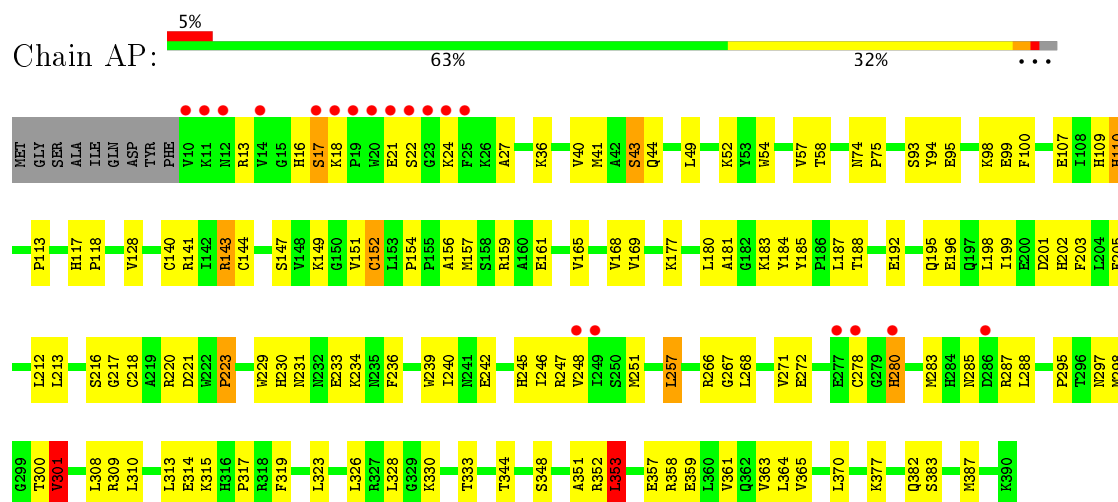 5%
Chain AP:
63% 32% • • •
MET GLY SER ALA ILE GLN ASP TYR PHE V10 K11 N12 R13 V14 G15 H16 S17 K18 P19 W20 E21 S22 G23 K24 F25 K26 A27 K36 V40 M41 A42 S43 Q44 L49 K52 Y53 W54 V57 T58 N74 P75 S93 Y94 E95 K98 E99 F100 E107 I108 H109 H110
P113 H117 P118 V128 C140 R141 I142 R143 C144 S147 V148 K149 G150 V151 C152 L153 P154 P155 A156 M157 S158 R159 A160 E161 V165 V168 V169 K177 L180 A181 G182 K183 Y184 Y185 P186 L187 T188 E192 Q195 E196 Q197 L198 I199 E200 D201 H202 F203 L204
L212 L213 S216 G217 C218 A219 R220 D221 W222 P223 W229 H230 N231 N232 E233 K234 N235 F236 W239 I240 N241 E242 H245 I246 R247 V248 I249 S250 M251 L257 R266 G267 L268 V271 E272 E277 C278 G279 H280 M283 H284 N285 D286 R287 L288 P295 T296 N297 M298
G299 T300 V301 L308 R309 L310 L313 E314 K315 H316 P317 R318 F319 L323 L326 R327 L328 G329 K330 T333 T344 S348 A351 R352 L353 E357 R358 E359 L360 V361 Q362 V363 L364 V365 L370 K377 Q382 S383 M387 K390